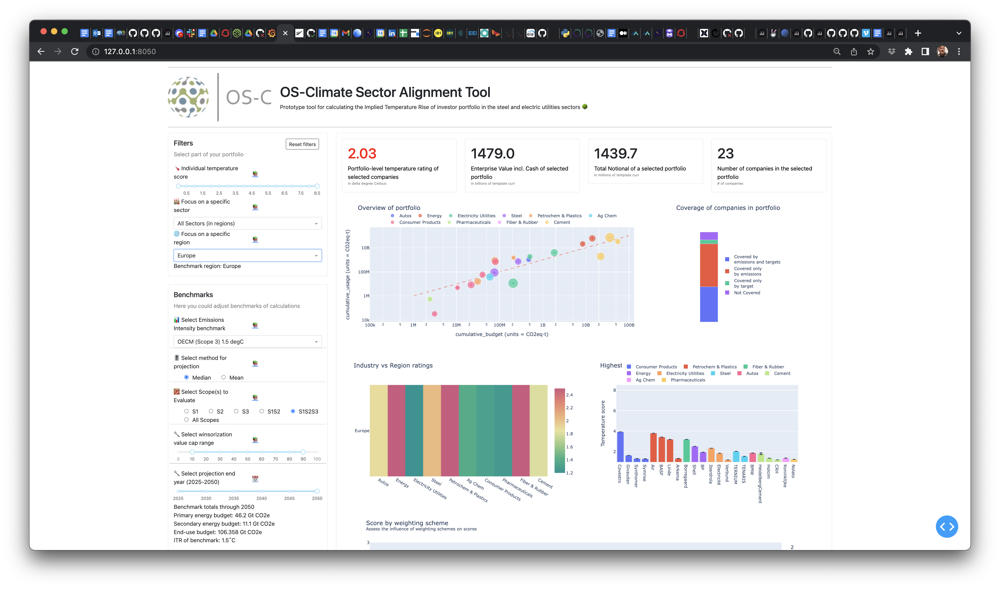 127.0.0.1:8050
OS-C
OS-Climate Sector Alignment Tool
Prototype tool for calculating the Implied Temperature Rise of investor portfolio in the steel and electric utilities sectors
Filters
Reset filters
Select part of your portfolio
Individual temperature
score
0.5 1.5 2.5 3.5 4.5 5.5 6.5 7.5 8.5
Focus on a specific
sector
All Sectors (in regions)
Focus on a specific
region
Europe
Benchmark region: Europe
Benchmarks
Here you could adjust benchmarks of calculations
Select Emissions
Intensity benchmark
OECM (Scope 3) 1.5 degC
Select method for
projection
Median Mean
Select Scope(s) to
Evaluate
S1 S2 S3 S1S2 S1S2S3
All Scopes
Select winsorization
value cap range
0 10 20 30 40 50 60 70 80 90 100
Select projection end
year (2025-2050)
17
2025 2030 2035 2040 2045 2050
Benchmark totals through 2050
Primary energy budget: 46.2 Gt CO2e
Secondary energy budget: 11.1 Gt CO2e
End-use budget: 106.358 Gt CO2e
ITR of benchmark: 1.5˚C
2.03
Portfolio-level temperature rating of
selected companies
in delta degree Celsius
1479.0
Enterprise Value incl. Cash of selected
portfolio
in billions of template curr
1439.7
Total Notional of a selected portfolio
in millions of template curr
23
Number of companies in the selected
portfolio
# of companies
Overview of portfolio
Autos Energy Electricity Utilities Steel Petrochem & Plastics Ag Chem
Consumer Products Pharmaceuticals Fiber & Rubber Cement
cumulative_usage (units = CO2eq·t)
10B
100M
1M
10k
100k 2 5 1M 2 5 10M 2 5 100M 2 5 1B 2 5 10B 2 5 100B
cumulative_budget (units = CO2eq·t)
Coverage of companies in portfolio
Covered by
emissions and targets
Covered only
by emissions
Covered only
by target
Not Covered
Industry vs Region ratings
Europe
Autos
Energy
Electricity Utilities
Steel
Petrochem & Plastics
Ag Chem
Consumer Products
Pharmaceuticals
Fiber & Rubber
Cement
2.4
2.2
2
1.8
1.6
1.4
1.2
Highest
Consumer Products Petrochem & Plastics Fiber & Rubber
Energy Electricity Utilities Steel Autos Cement
Ag Chem Pharmaceuticals
Temperature score
8
6
4
2
Covestro
Givaudan
Synthomer
Symrise
Air
BASF
Linde
Arkema
Borregaard
Shell
BP
Iberdrola
Electricité
Verbund
TERNIUM
TENARIS
BMW
HeidelbergCement
Holcim
CRH
Koninklijke
Nolato
Score by weighting scheme
Assess the influence of weighting schemes on scores
3
2